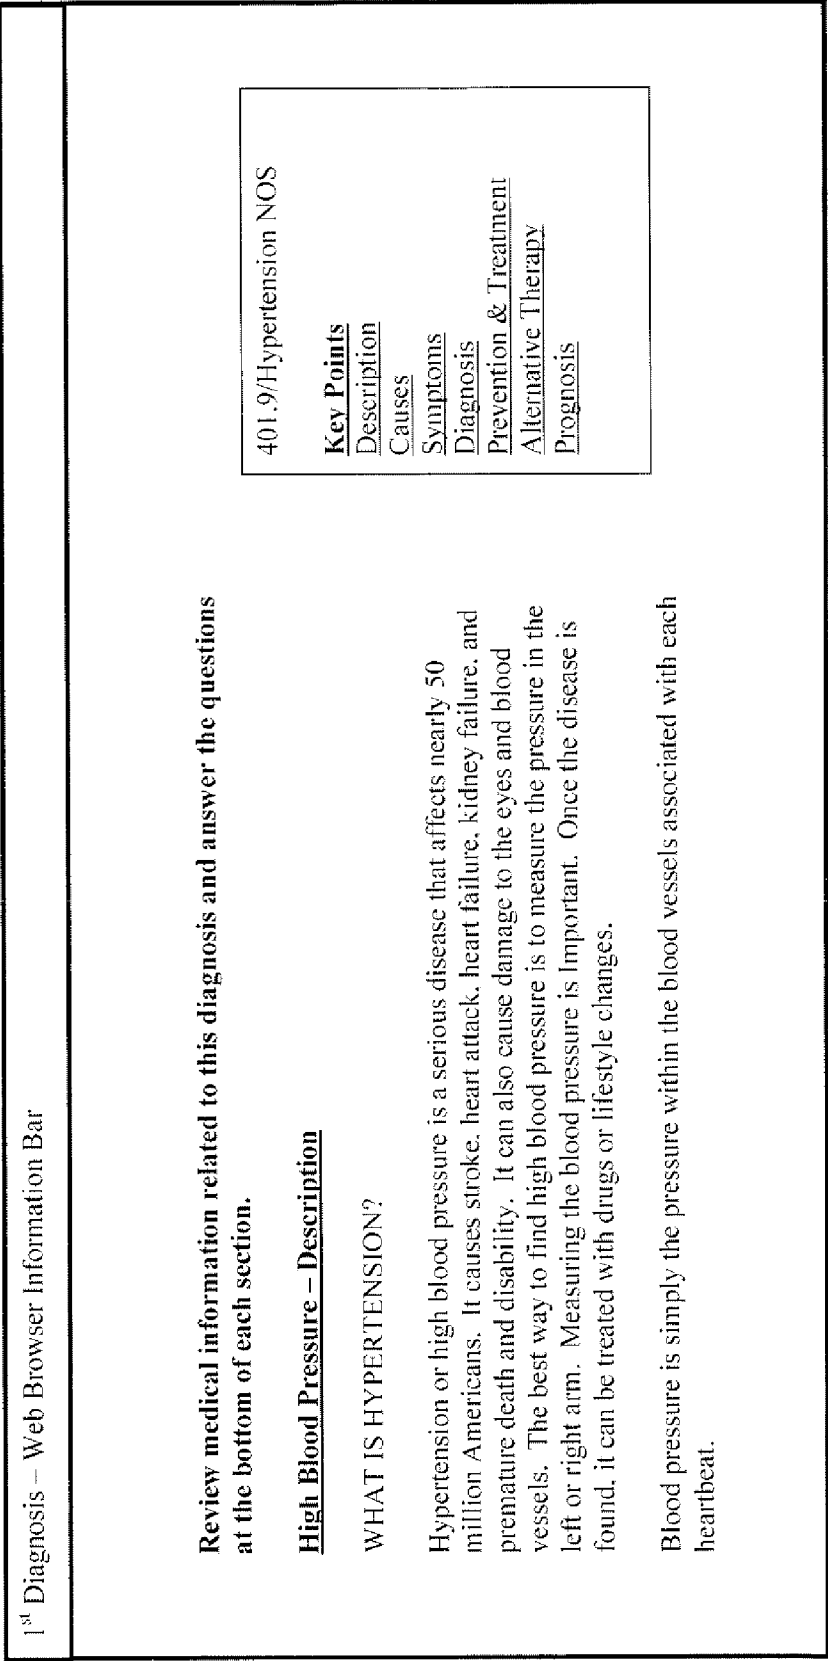 1st Diagnosis – Web Browser Information Bar
Review medical information related to this diagnosis and answer the questions
at the bottom of each section.
High Blood Pressure – Description
WHAT IS HYPERTENSION?
Hypertension or high blood pressure is a serious disease that affects nearly 50
million Americans. It causes stroke, heart attack, heart failure, kidney failure, and
premature death and disability. It can also cause damage to the eyes and blood
vessels. The best way to find high blood pressure is to measure the pressure in the
left or right arm. Measuring the blood pressure is Important. Once the disease is
found, it can be treated with drugs or lifestyle changes.
Blood pressure is simply the pressure within the blood vessels associated with each
heartbeat.
401.9/Hypertension NOS
Key Points
Description
Causes
Symptoms
Diagnosis
Prevention & Treatment
Alternative Therapy
Prognosis